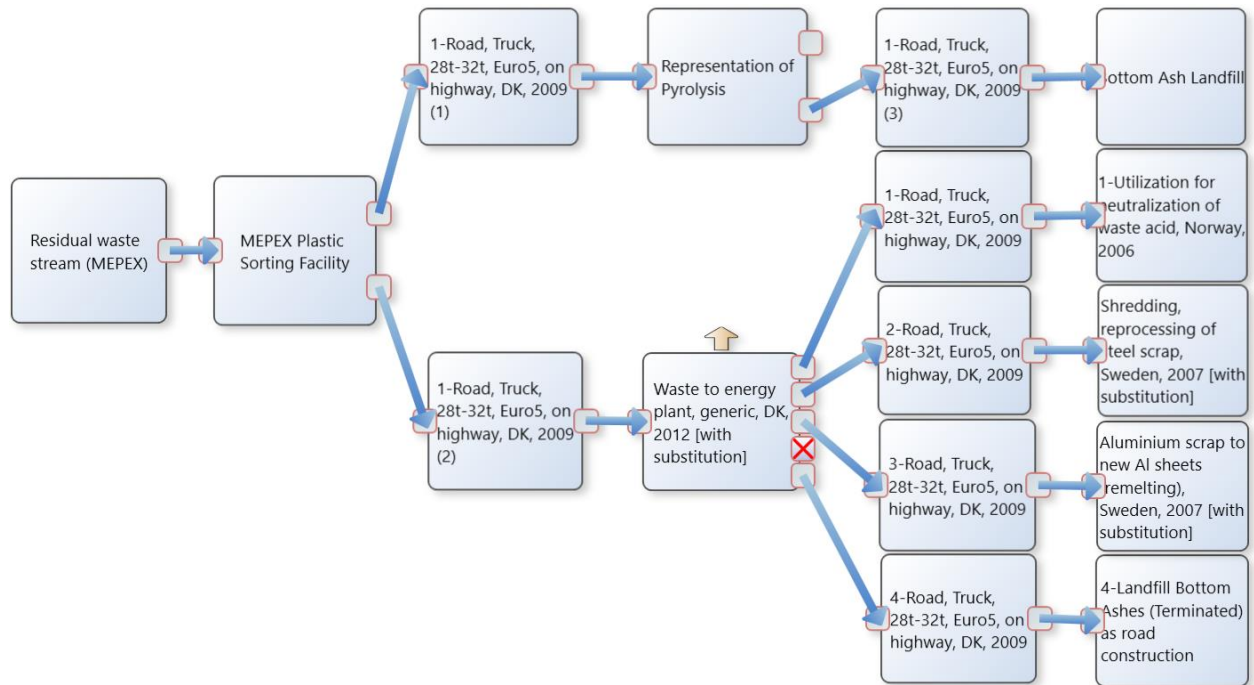 Residual waste
stream (MEPEX)
MEPEX Plastic
Sorting Facility
1-Road, Truck,
28t-32t, Euro5, on
highway, DK, 2009
(1)
Representation of
Pyrolysis
1-Road, Truck,
28t-32t, Euro5, on
highway, DK, 2009
(3)
ottom Ash Landfill
1-Road, Truck,
28t-32t, Euro5, on
highway, DK, 2009
(2)
Waste to energy
plant, generic, DK,
2012 [with
substitution]
1-Road, Truck,
28t-32t, Euro5, on
highway, DK, 2009
1-Utilization for
neutralization of
waste acid, Norway,
2006
2-Road, Truck,
28t-32t, Euro5, on
highway, DK, 2009
Shredding,
reprocessing of
steel scrap,
Sweden, 2007 [with
substitution]
3-Road, Truck,
28t-32t, Euro5, on
highway, DK, 2009
Aluminium scrap to
new Al sheets
(remelting),
Sweden, 2007 [with
substitution]
4-Road, Truck,
28t-32t, Euro5, on
highway, DK, 2009
4-Landfill Bottom
Ashes (Terminated)
as road
construction